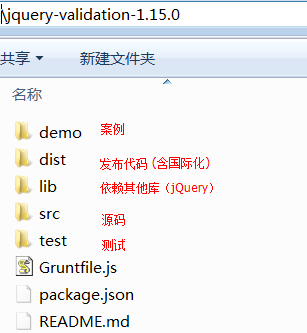 \jquery-validation-1.15.0
共享 新建文件夹
名称
demo 案例
dist 发布代码(含国际化)
lib 依赖其他库（jQuery）
src 源码
test 测试
Gruntfile.js
package.json
README.md